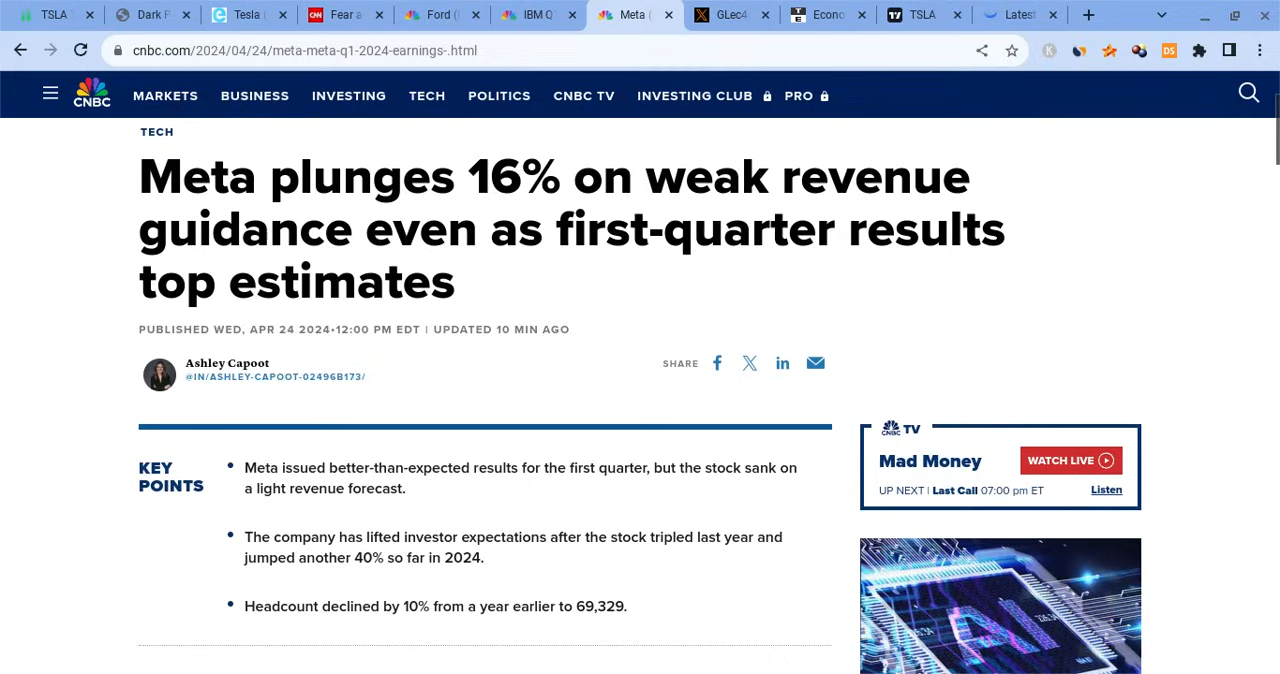 TSLA T
Dark P
Tesla (
CNN
Fear a
Ford (
IBM Q
Meta (
GLec4
Econo
TSLA
Latest
cnbc.com/2024/04/24/meta-meta-q1-2024-earnings-.html
K
DS
CNBC
MARKETS BUSINESS INVESTING TECH POLITICS CNBC TV INVESTING CLUB PRO
TECH
Meta plunges 16% on weak revenue
guidance even as first-quarter results
top estimates
PUBLISHED WED, APR 24 2024•12:00 PM EDT | UPDATED 10 MIN AGO
Ashley Capoot
@IN/ASHLEY-CAPOOT-02496B173/
SHARE
KEY
POINTS
• Meta issued better-than-expected results for the first quarter, but the stock sank on
a light revenue forecast.
• The company has lifted investor expectations after the stock tripled last year and
jumped another 40% so far in 2024.
• Headcount declined by 10% from a year earlier to 69,329.
CNBC TV
Mad Money
WATCH LIVE
UP NEXT | Last Call 07:00 pm ET
Listen
AI